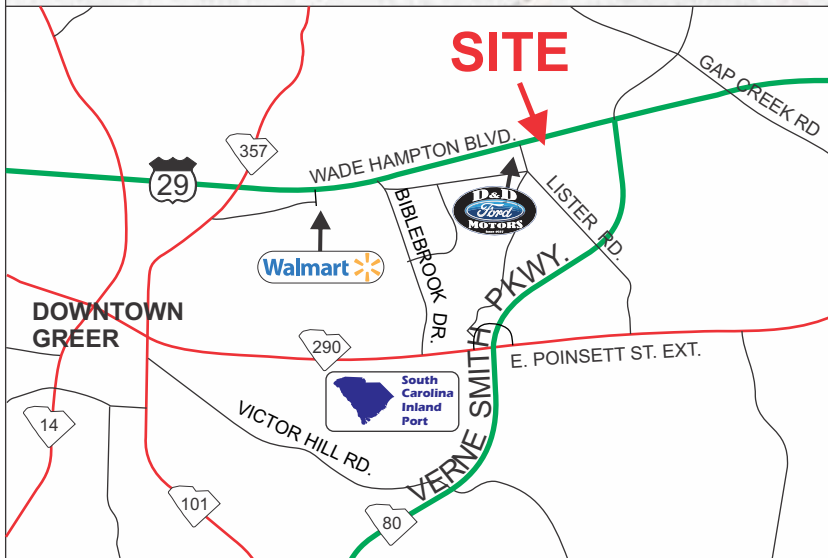 SITE
GAP CREEK RD
357
WADE HAMPTON BLVD.
29
D&D
Ford
MOTORS
LISTER RD.
BIBLEBROOK DR.
Walmart
DOWNTOWN
GREER
290
E. POINSETT ST. EXT.
VERNE SMITH PKWY.
South
Carolina
Inland
Port
14
VICTOR HILL RD.
101
80